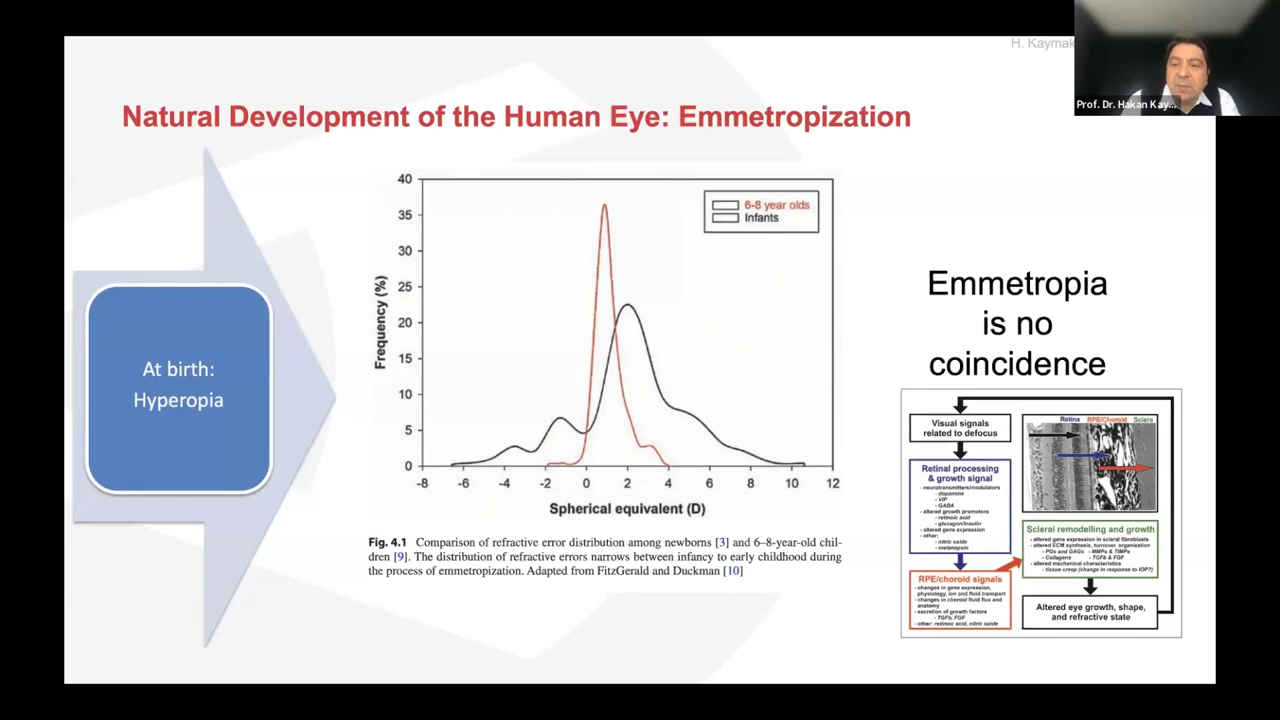 H. Kaymak
Prof. Dr. Hakan Kay...
Natural Development of the Human Eye: Emmetropization
At birth:
Hyperopia
40
35
30
25
20
15
10
5
0
Frequency (%)
6-8 year olds
Infants
-8 -6 -4 -2 0 2 4 6 8 10 12
Spherical equivalent (D)
Fig. 4.1 Comparison of refractive error distribution among newborns [3] and 6–8-year-old chil-
dren [9]. The distribution of refractive errors narrows between infancy to early childhood during
the process of emmetropization. Adapted from FitzGerald and Duckman [10]
Emmetropia
is no
coincidence
Visual signals
related to defocus
Retinal processing
& growth signal
- neurotransmitters/modulators
- dopamine
- VIP
- GABA
- altered growth promotors
- retinoic acid
- glucagon/insulin
- altered gene expression
- other:
- nitric oxide
- melanopsin
RPE/choroid signals
- changes in gene expression,
physiology, ion and fluid transport
- changes in choroid fluid flux and
anatomy
- secretion of growth factors
- TGFb, FGF
- other: retinoic acid, nitric oxide
Retina RPE/Choroid Sclera
Scleral remodelling and growth
- altered gene expression in scleral fibroblasts
- altered ECM synthesis, turnover, organization
- PGs and GAGs - MMPs & TIMPs
- Collagens - TGFb & FGF
- altered mechanical characteristics
- tissue creep (change in response to IOP?)
Altered eye growth, shape,
and refractive state